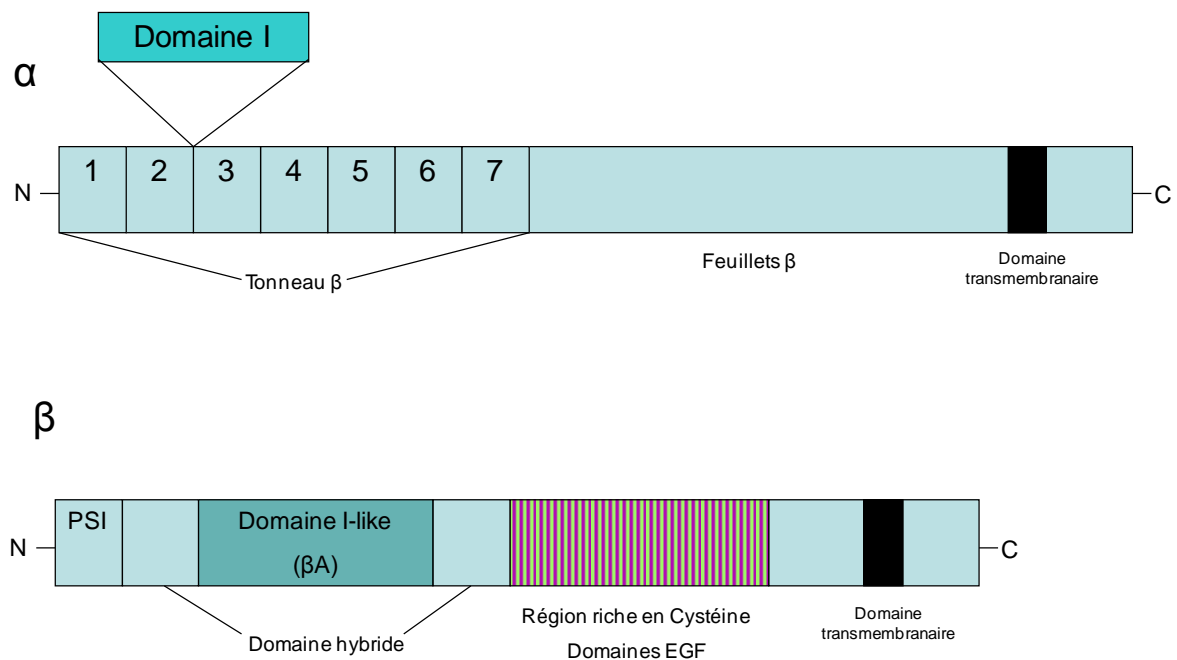 Domaine I
α
1 2 3 4 5 6 7
N
C
Tonneau β
Feuillets β
Domaine
transmembranaire
β
PSI
Domaine I-like
(βA)
N
C
Domaine hybride
Région riche en Cystéine
Domaines EGF
Domaine
transmembranaire